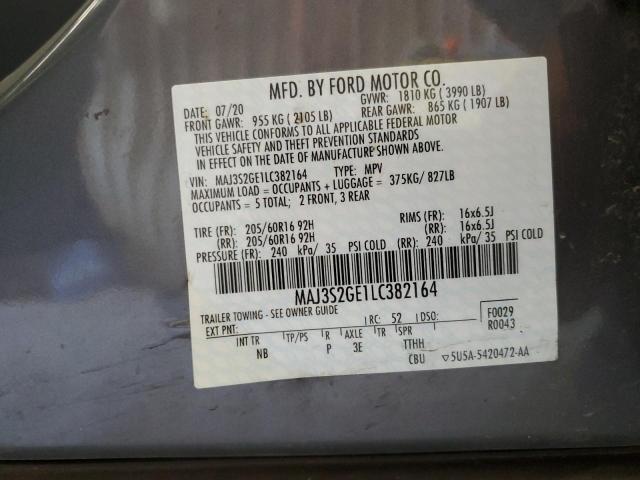 MFD. BY FORD MOTOR CO.
DATE: 07/20 GVWR: 1810 KG ( 3990 LB)
FRONT GAWR: 955 KG ( 2105 LB) REAR GAWR: 865 KG ( 1907 LB)
THIS VEHICLE CONFORMS TO ALL APPLICABLE FEDERAL MOTOR
VEHICLE SAFETY AND THEFT PREVENTION STANDARDS
IN EFFECT ON THE DATE OF MANUFACTURE SHOWN ABOVE.
VIN: MAJ3S2GE1LC382164 TYPE: MPV
MAXIMUM LOAD = OCCUPANTS + LUGGAGE = 375KG/ 827LB
OCCUPANTS = 5 TOTAL; 2 FRONT, 3 REAR
TIRE (FR): 205/60R16 92H RIMS (FR): 16x6.5J
(RR): 205/60R16 92H (RR): 16x6.5J
PRESSURE (FR): 240 kPa/ 35 PSI COLD (RR): 240 kPa/ 35 PSI COLD
MAJ3S2GE1LC382164
TRAILER TOWING - SEE OWNER GUIDE
EXT PNT: RC: 52 DSO: F0029
INT TR TP/PS R AXLE TR SPR R0043
NB P 3E TTHH
CBU ▽5U5A-5420472-AA